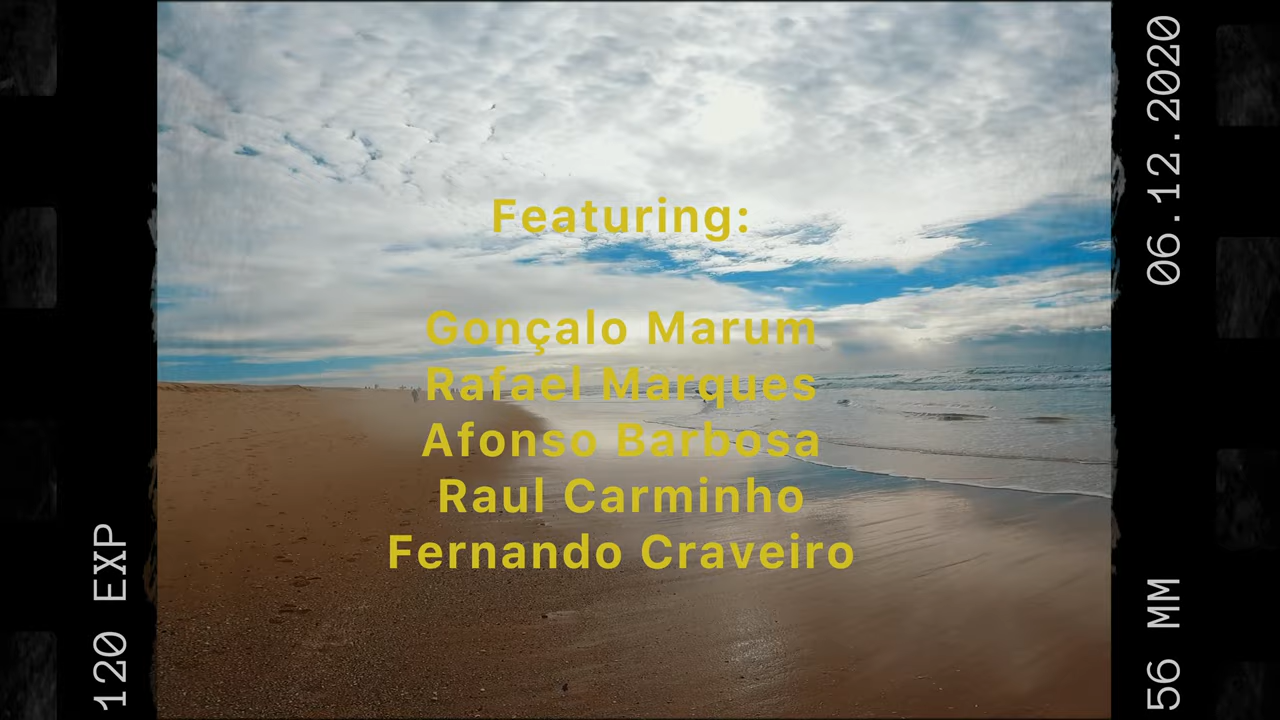 Featuring:
Gonçalo Marum
Rafael Marques
Afonso Barbosa
Raul Carminho
Fernando Craveiro
120 EXP
06.12.2020
56 MM